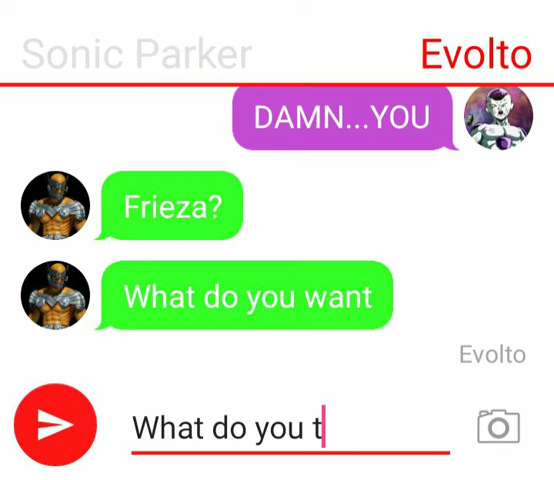 Sonic Parker
Evolto
DAMN...YOU
Frieza?
What do you want
Evolto
What do you t